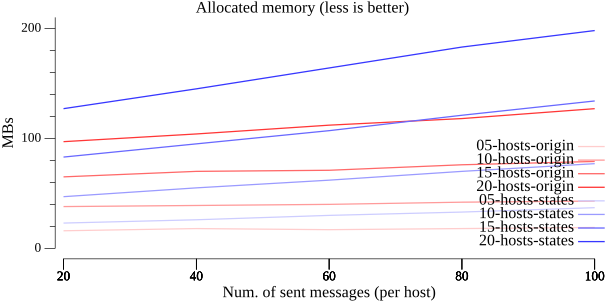 Allocated memory (less is better)
200
100
0
MBs
05-hosts-origin
10-hosts-origin
15-hosts-origin
20-hosts-origin
05-hosts-states
10-hosts-states
15-hosts-states
20-hosts-states
20 40 60 80 100
Num. of sent messages (per host)